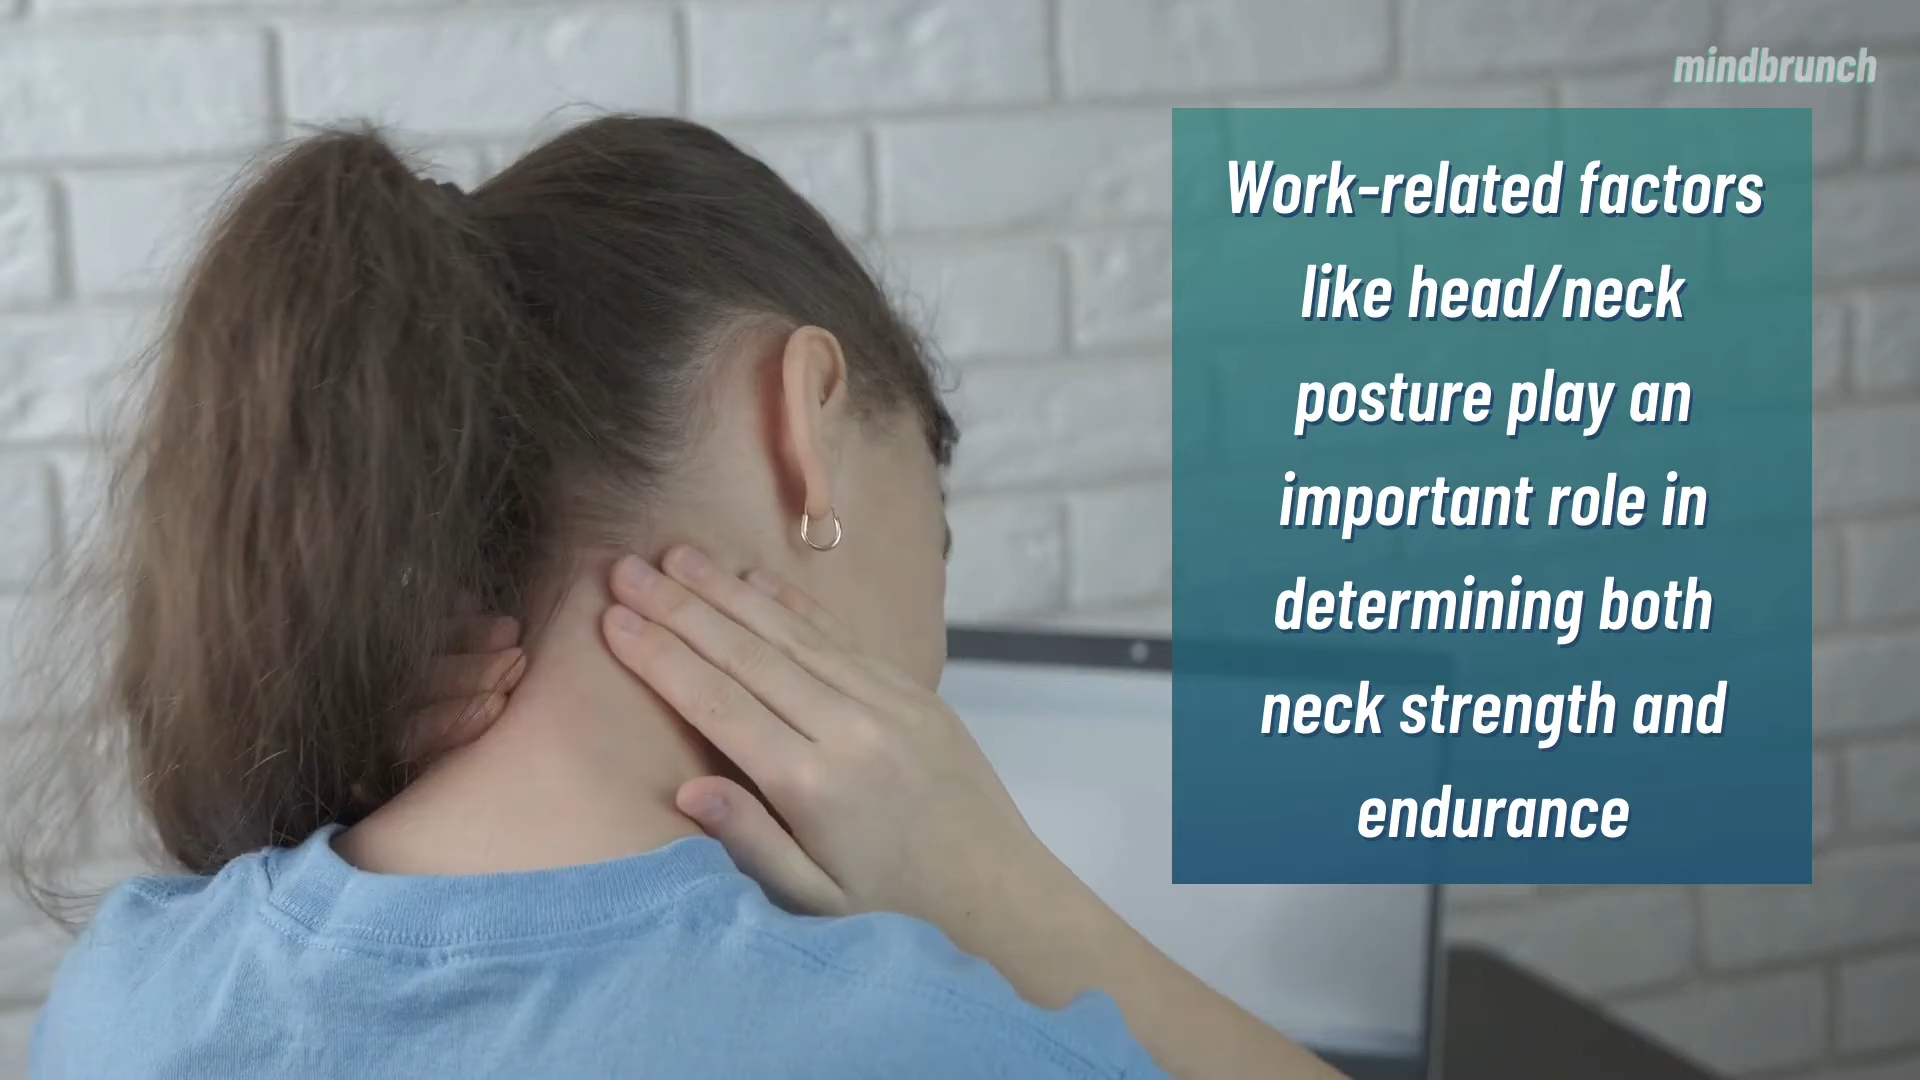 mindbrunch
Work-related factors
like head/neck
posture play an
important role in
determining both
neck strength and
endurance